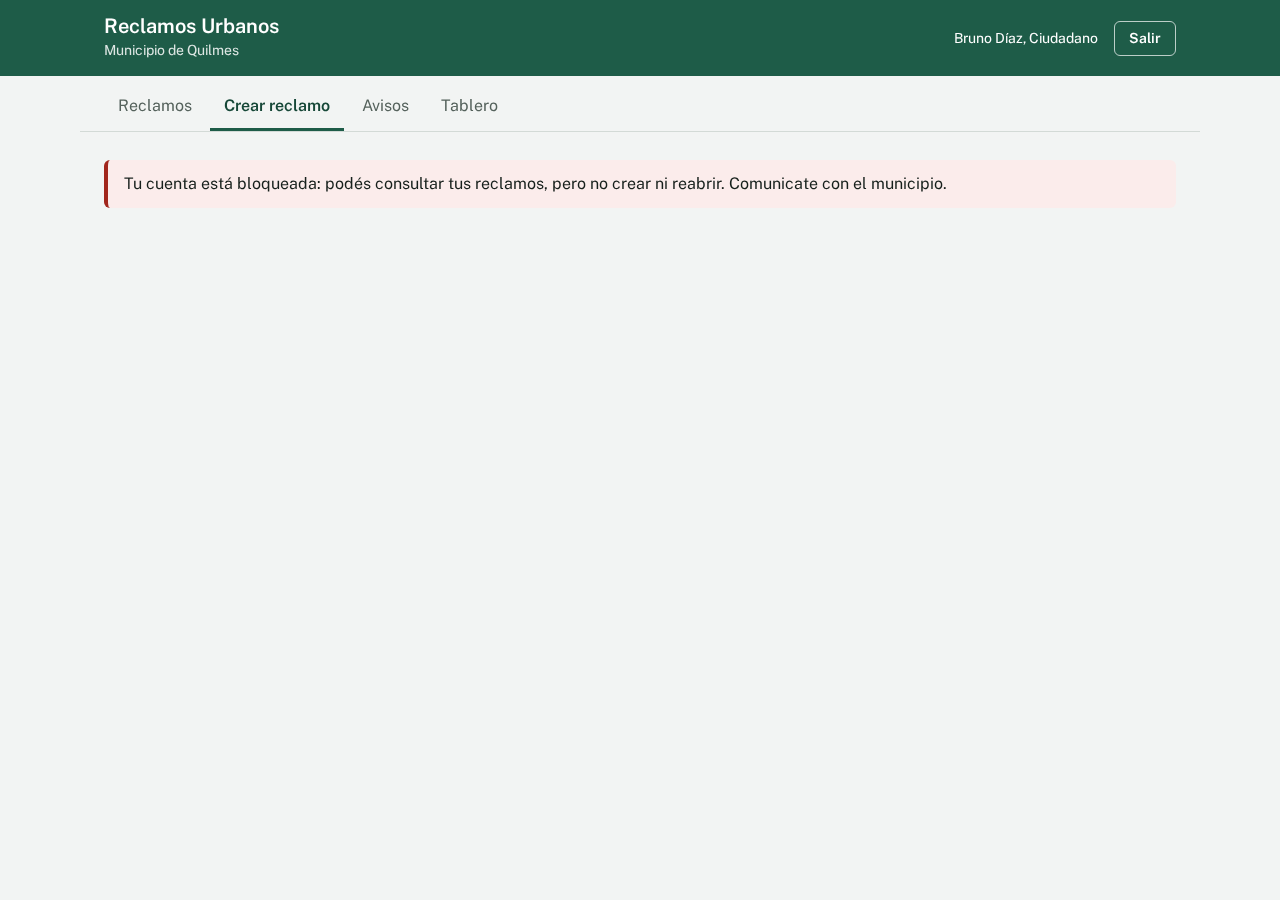 Reclamos Urbanos
Municipio de Quilmes
Bruno Díaz, Ciudadano
Salir
Reclamos
Crear reclamo
Avisos
Tablero
Tu cuenta está bloqueada: podés consultar tus reclamos, pero no crear ni reabrir. Comunicate con el municipio.